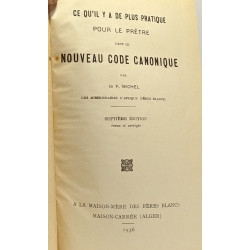 CE QU'IL Y A DE PLUS PRATIQUE
POUR LE PRÊTRE
DANS LE
NOUVEAU CODE CANONIQUE
PAR
le P. MICHEL
DES MISSIONNAIRES D'AFRIQUE (PÈRES BLANCS)
SEPTIÈME ÉDITION
revue et corrigée
A LA MAISON-MÈRE DES PÈRES BLANCS
MAISON-CARRÉE (ALGER)
1936